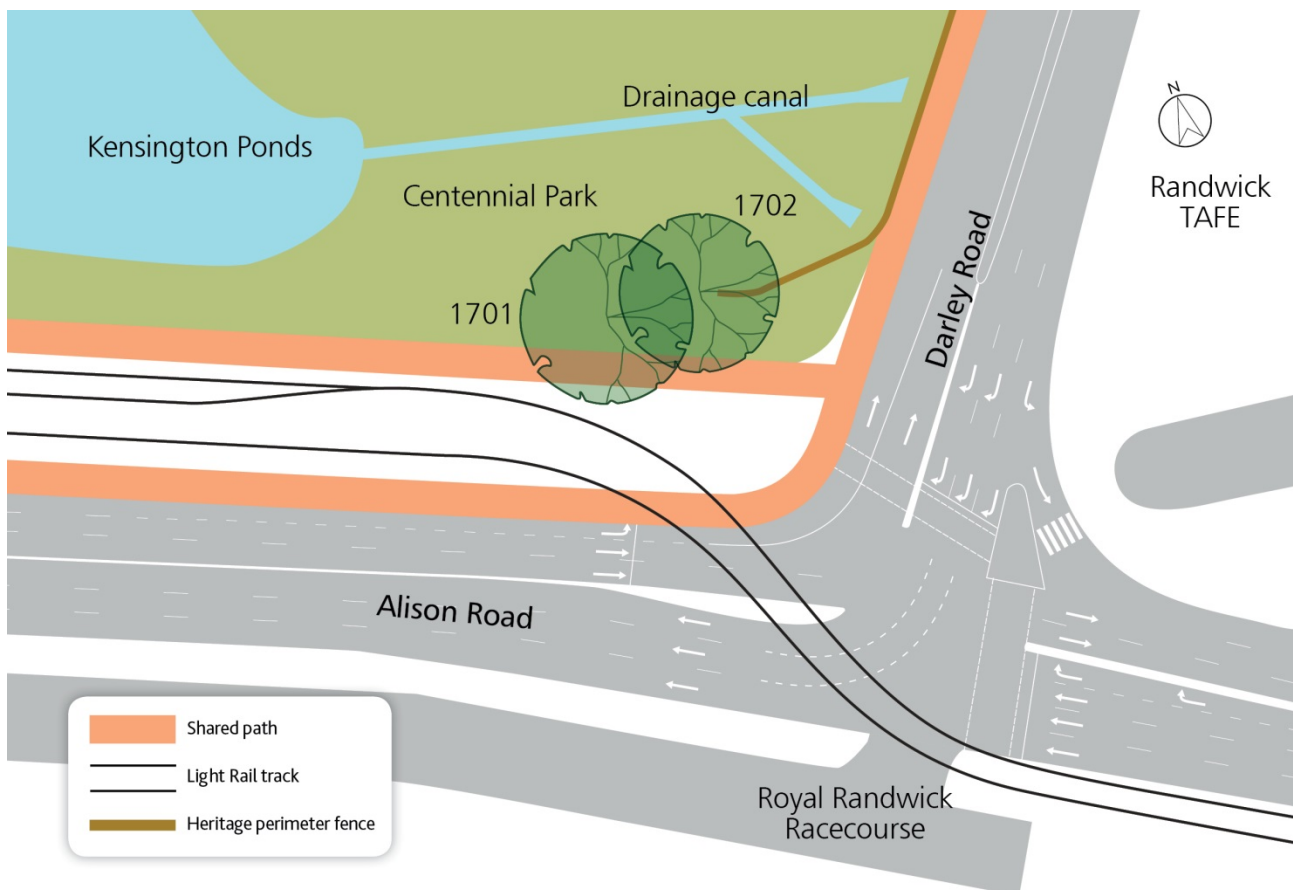 Drainage canal
N
Kensington Ponds
Randwick
TAFE
Centennial Park
1702
1701
Darley Road
Alison Road
Shared path
Light Rail track
Heritage perimeter fence
Royal Randwick
Racecourse